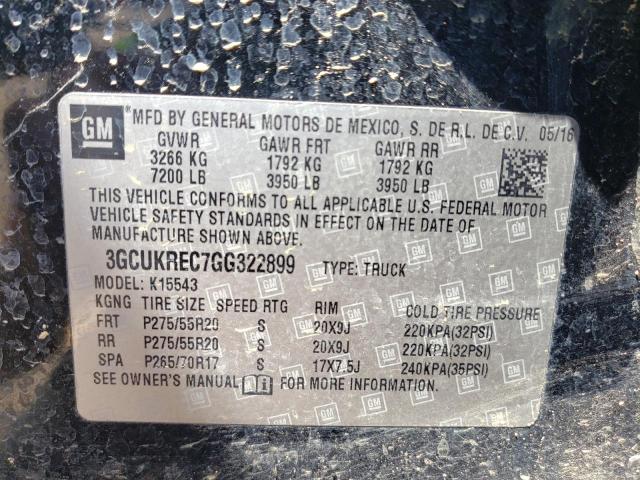 GM *MFD BY GENERAL MOTORS DE MEXICO, S. DE R.L. DE C.V. 05/16
GVWR GAWR FRT GAWR RR
3266 KG 1792 KG 1792 KG
7200 LB 3950 LB 3950 LB
THIS VEHICLE CONFORMS TO ALL APPLICABLE U.S. FEDERAL MOTOR
VEHICLE SAFETY STANDARDS IN EFFECT ON THE DATE OF
MANUFACTURE SHOWN ABOVE.
3GCUKREC7GG322899 TYPE: TRUCK
MODEL: K15543
KGNG TIRE SIZE SPEED RTG RIM COLD TIRE PRESSURE
FRT P275/55R20 S 20X9J 220KPA(32PSI)
RR P275/55R20 S 20X9J 220KPA(32PSI)
SPA P265/70R17 S 17X7.5J 240KPA(35PSI)
SEE OWNER'S MANUAL FOR MORE INFORMATION